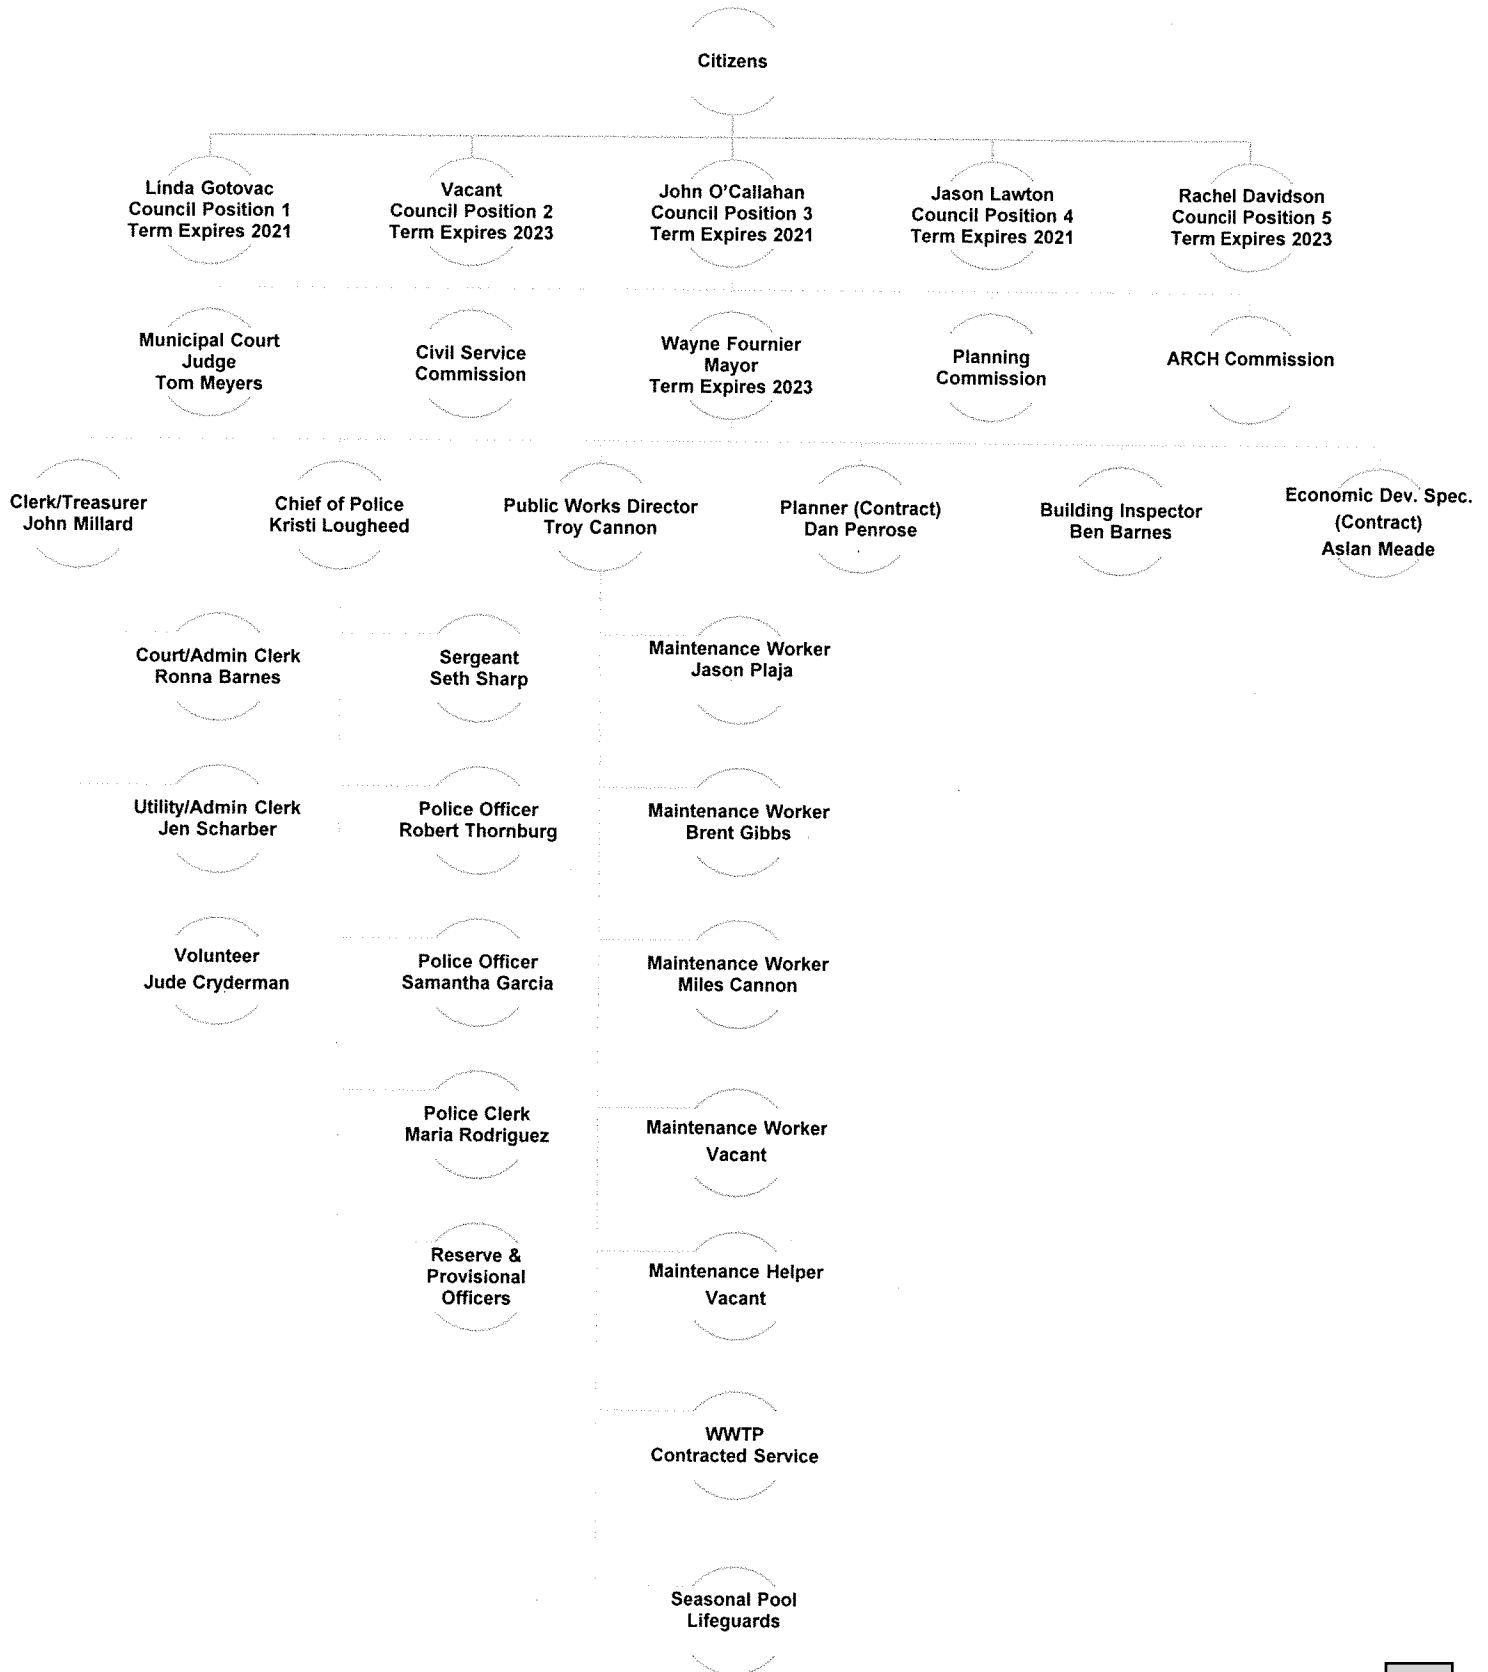 Citizens
Linda Gotovac
Council Position 1
Term Expires 2021
Vacant
Council Position 2
Term Expires 2023
John O'Callahan
Council Position 3
Term Expires 2021
Jason Lawton
Council Position 4
Term Expires 2021
Rachel Davidson
Council Position 5
Term Expires 2023
Municipal Court
Judge
Tom Meyers
Civil Service
Commission
Wayne Fournier
Mayor
Term Expires 2023
Planning
Commission
ARCH Commission
Clerk/Treasurer
John Millard
Chief of Police
Kristi Lougheed
Public Works Director
Troy Cannon
Planner (Contract)
Dan Penrose
Building Inspector
Ben Barnes
Economic Dev. Spec.
(Contract)
Aslan Meade
Court/Admin Clerk
Ronna Barnes
Sergeant
Seth Sharp
Maintenance Worker
Jason Plaja
Utility/Admin Clerk
Jen Scharber
Police Officer
Robert Thornburg
Maintenance Worker
Brent Gibbs
Volunteer
Jude Cryderman
Police Officer
Samantha Garcia
Maintenance Worker
Miles Cannon
Police Clerk
Maria Rodriguez
Maintenance Worker
Vacant
Reserve &
Provisional
Officers
Maintenance Helper
Vacant
WWTP
Contracted Service
Seasonal Pool
Lifeguards